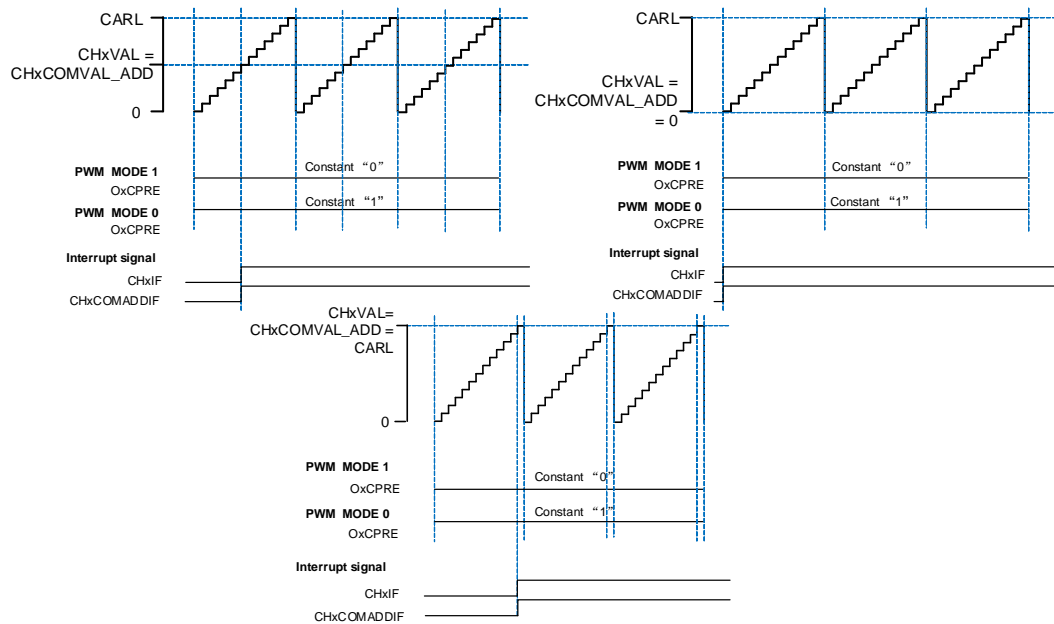 CARL
CHxVAL =
CHxCOMVAL_ADD
0
PWM MODE 1
OxCPRE
Constant “0”
PWM MODE 0
OxCPRE
Constant “1”
Interrupt signal
CHxIF
CHxCOMADDIF
CARL
CHxVAL =
CHxCOMVAL_ADD
= 0
PWM MODE 1
OxCPRE
Constant “0”
PWM MODE 0
OxCPRE
Constant “1”
Interrupt signal
CHxIF
CHxCOMADDIF
CHxVAL=
CHxCOMVAL_ADD =
CARL
0
PWM MODE 1
OxCPRE
Constant “0”
PWM MODE 0
OxCPRE
Constant “1”
Interrupt signal
CHxIF
CHxCOMADDIF